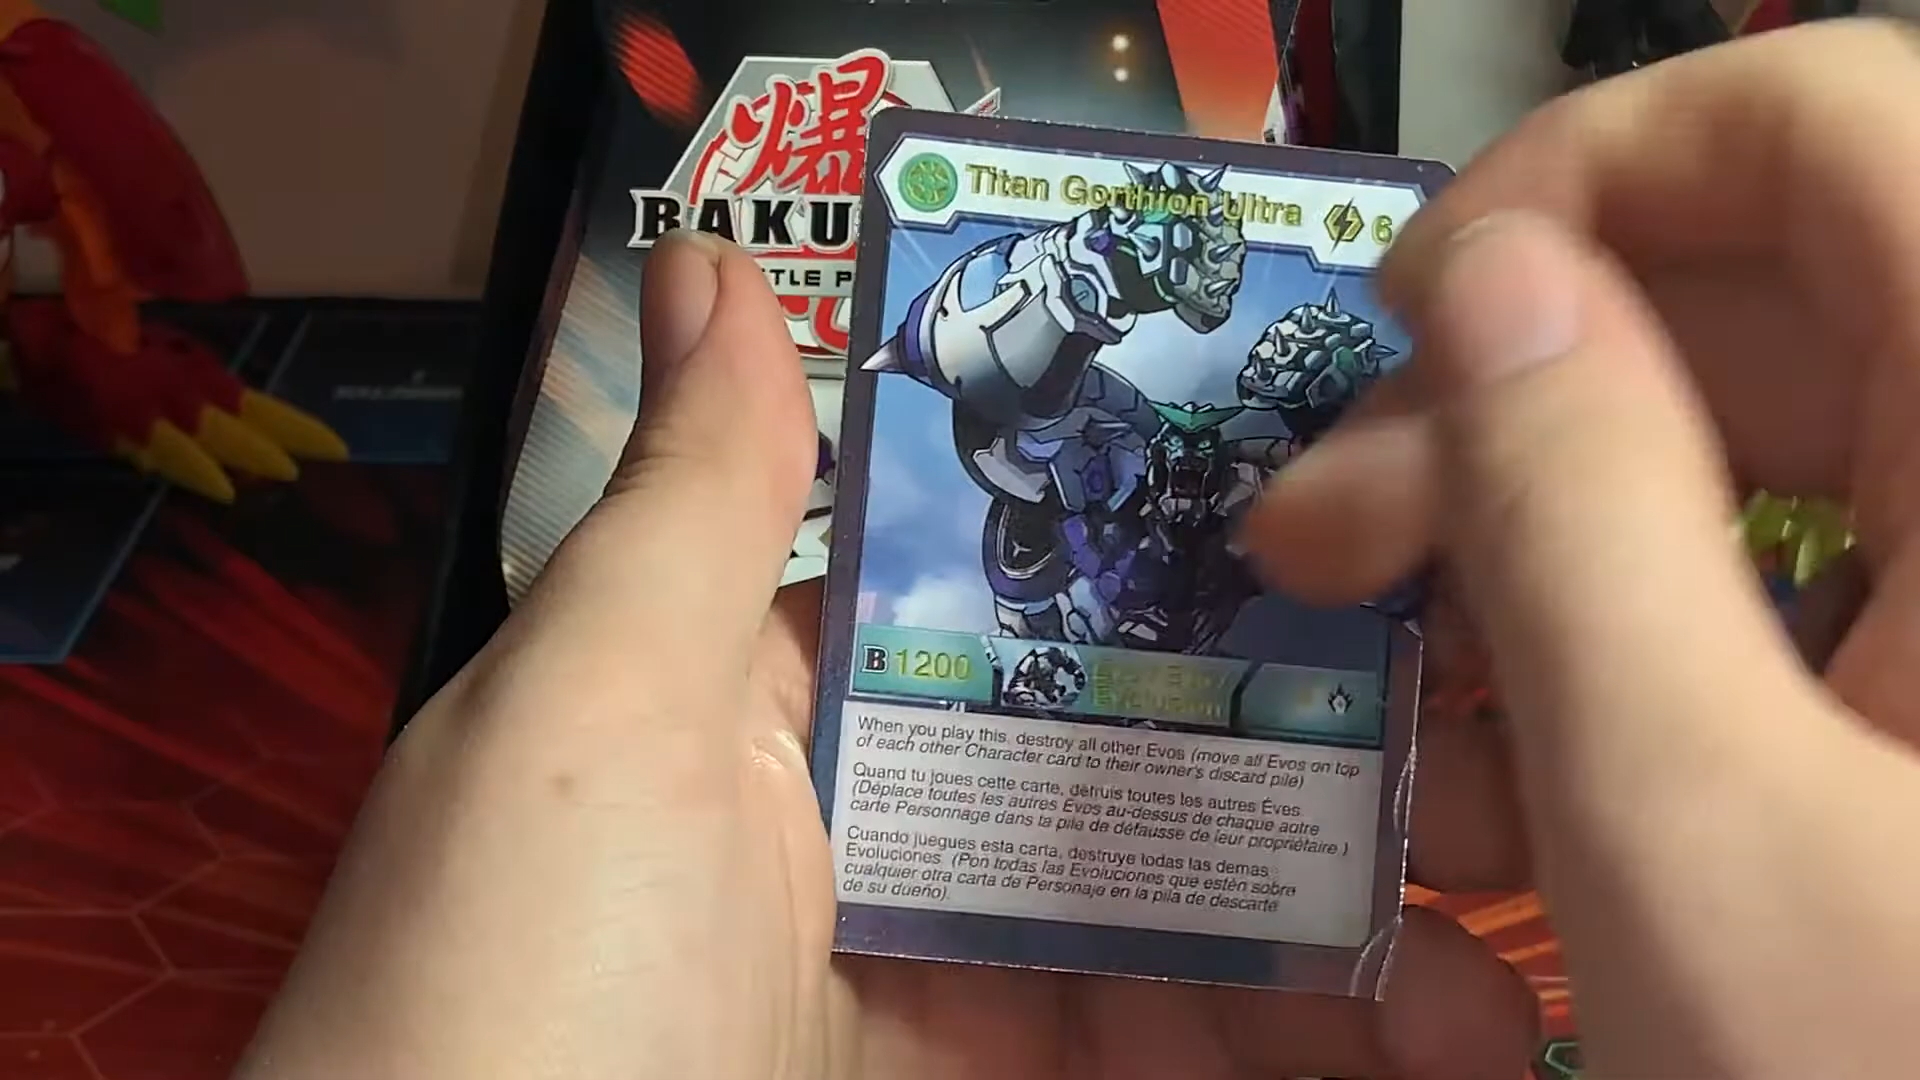 爆
BAKU
TLE P
Titan Gorthion Ultra 6
B 1200
Evolución
When you play this, destroy all other Evos (move all Evos on top
of each other Character card to their owner's discard pile)
Quand tu joues cette carte, détruis toutes les autres Évos.
(Déplace toutes les autres Évos au-dessus de chaque autre
carte Personnage dans ta pile de défausse de leur propriétaire.)
Cuando juegues esta carta, destruye todas las demás
Evoluciones. (Pon todas las Evoluciones que estén sobre
cualquier otra carta de Personaje en la pila de descarte
de su dueño).